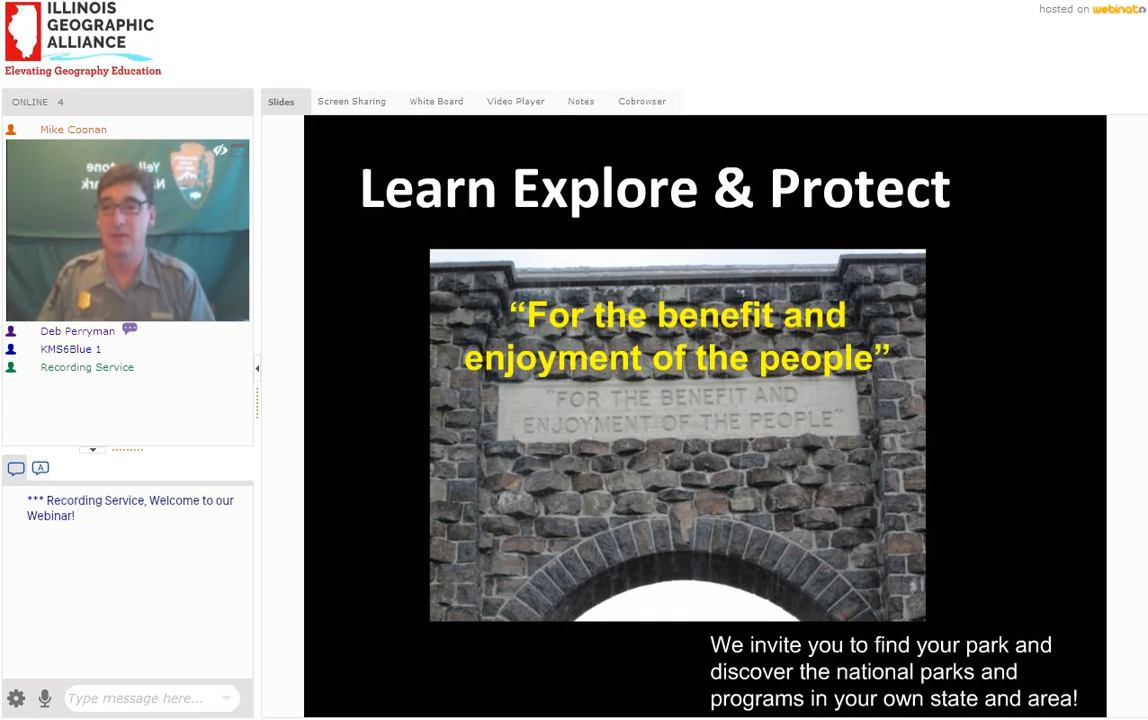 ILLINOIS
GEOGRAPHIC
ALLIANCE
Elevating Geography Education
hosted on webinato
ONLINE 4
Mike Coonan
Deb Perryman
KMS6Blue 1
Recording Service
A
*** Recording Service, Welcome to our
Webinar!
Type message here...
Slides
Screen Sharing
White Board
Video Player
Notes
Cobrowser
Learn Explore & Protect
“For the benefit and
enjoyment of the people”
"FOR THE BENEFIT AND
ENJOYMENT OF THE PEOPLE"
We invite you to find your park and
discover the national parks and
programs in your own state and area!